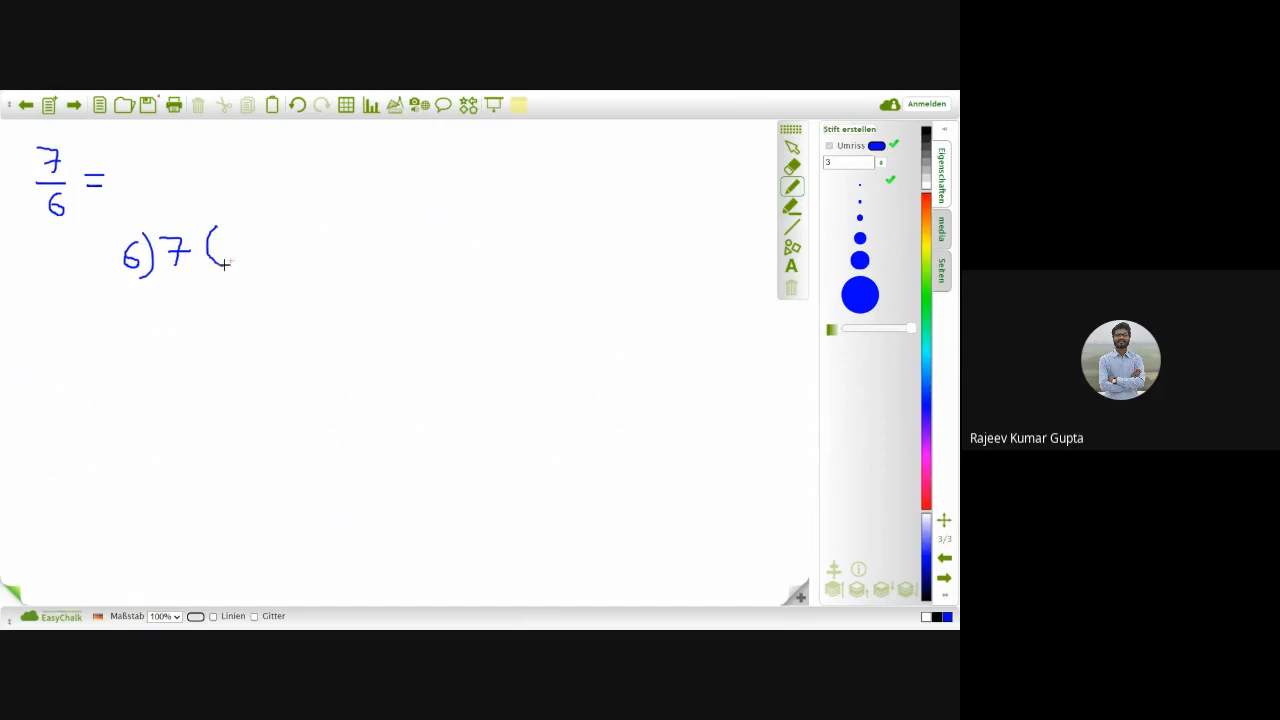 Anmelden
Stift erstellen
Umriss
3
Eigenschaften
media
Seiten
7
6 =
6) 7 (
Rajeev Kumar Gupta
3/3
EasyChalk
Maßstab 100% Linien Gitter